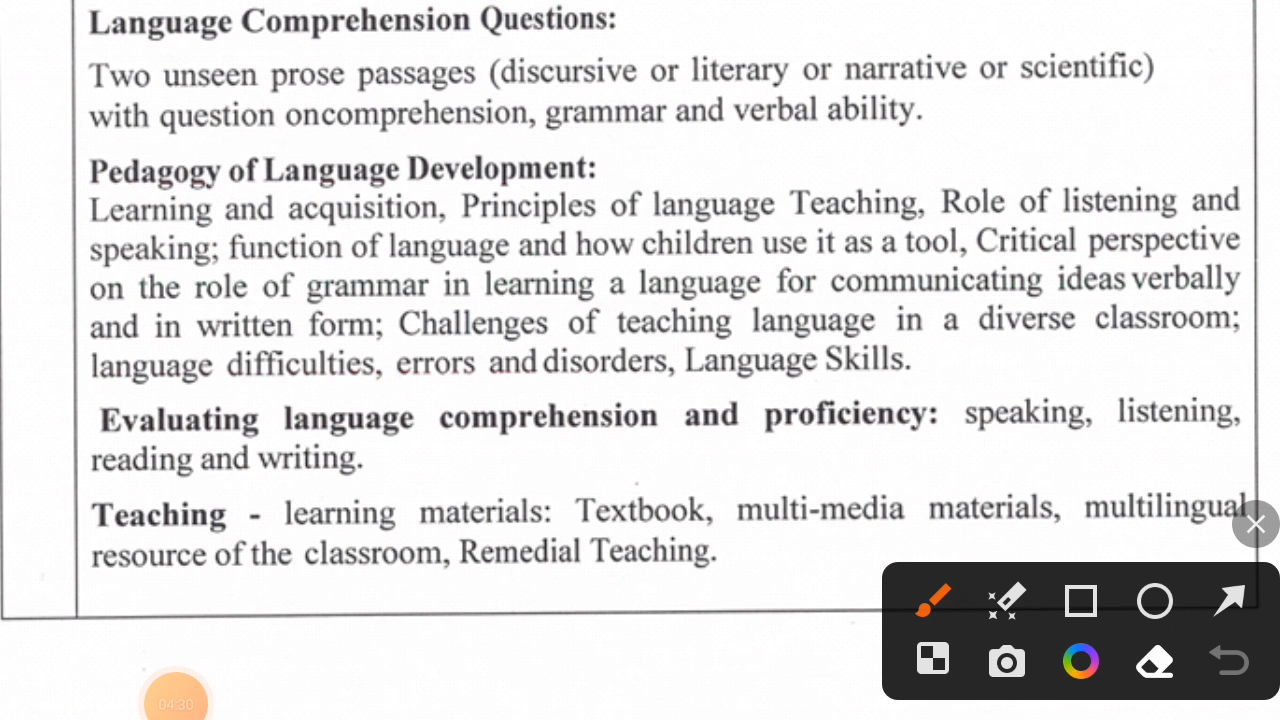 Language Comprehension Questions:
Two unseen prose passages (discursive or literary or narrative or scientific)
with question oncomprehension, grammar and verbal ability.
Pedagogy of Language Development:
Learning and acquisition, Principles of language Teaching, Role of listening and
speaking; function of language and how children use it as a tool, Critical perspective
on the role of grammar in learning a language for communicating ideas verbally
and in written form; Challenges of teaching language in a diverse classroom;
language difficulties, errors and disorders, Language Skills.
Evaluating language comprehension and proficiency: speaking, listening,
reading and writing.
Teaching - learning materials: Textbook, multi-media materials, multilingual
resource of the classroom, Remedial Teaching.
04:30